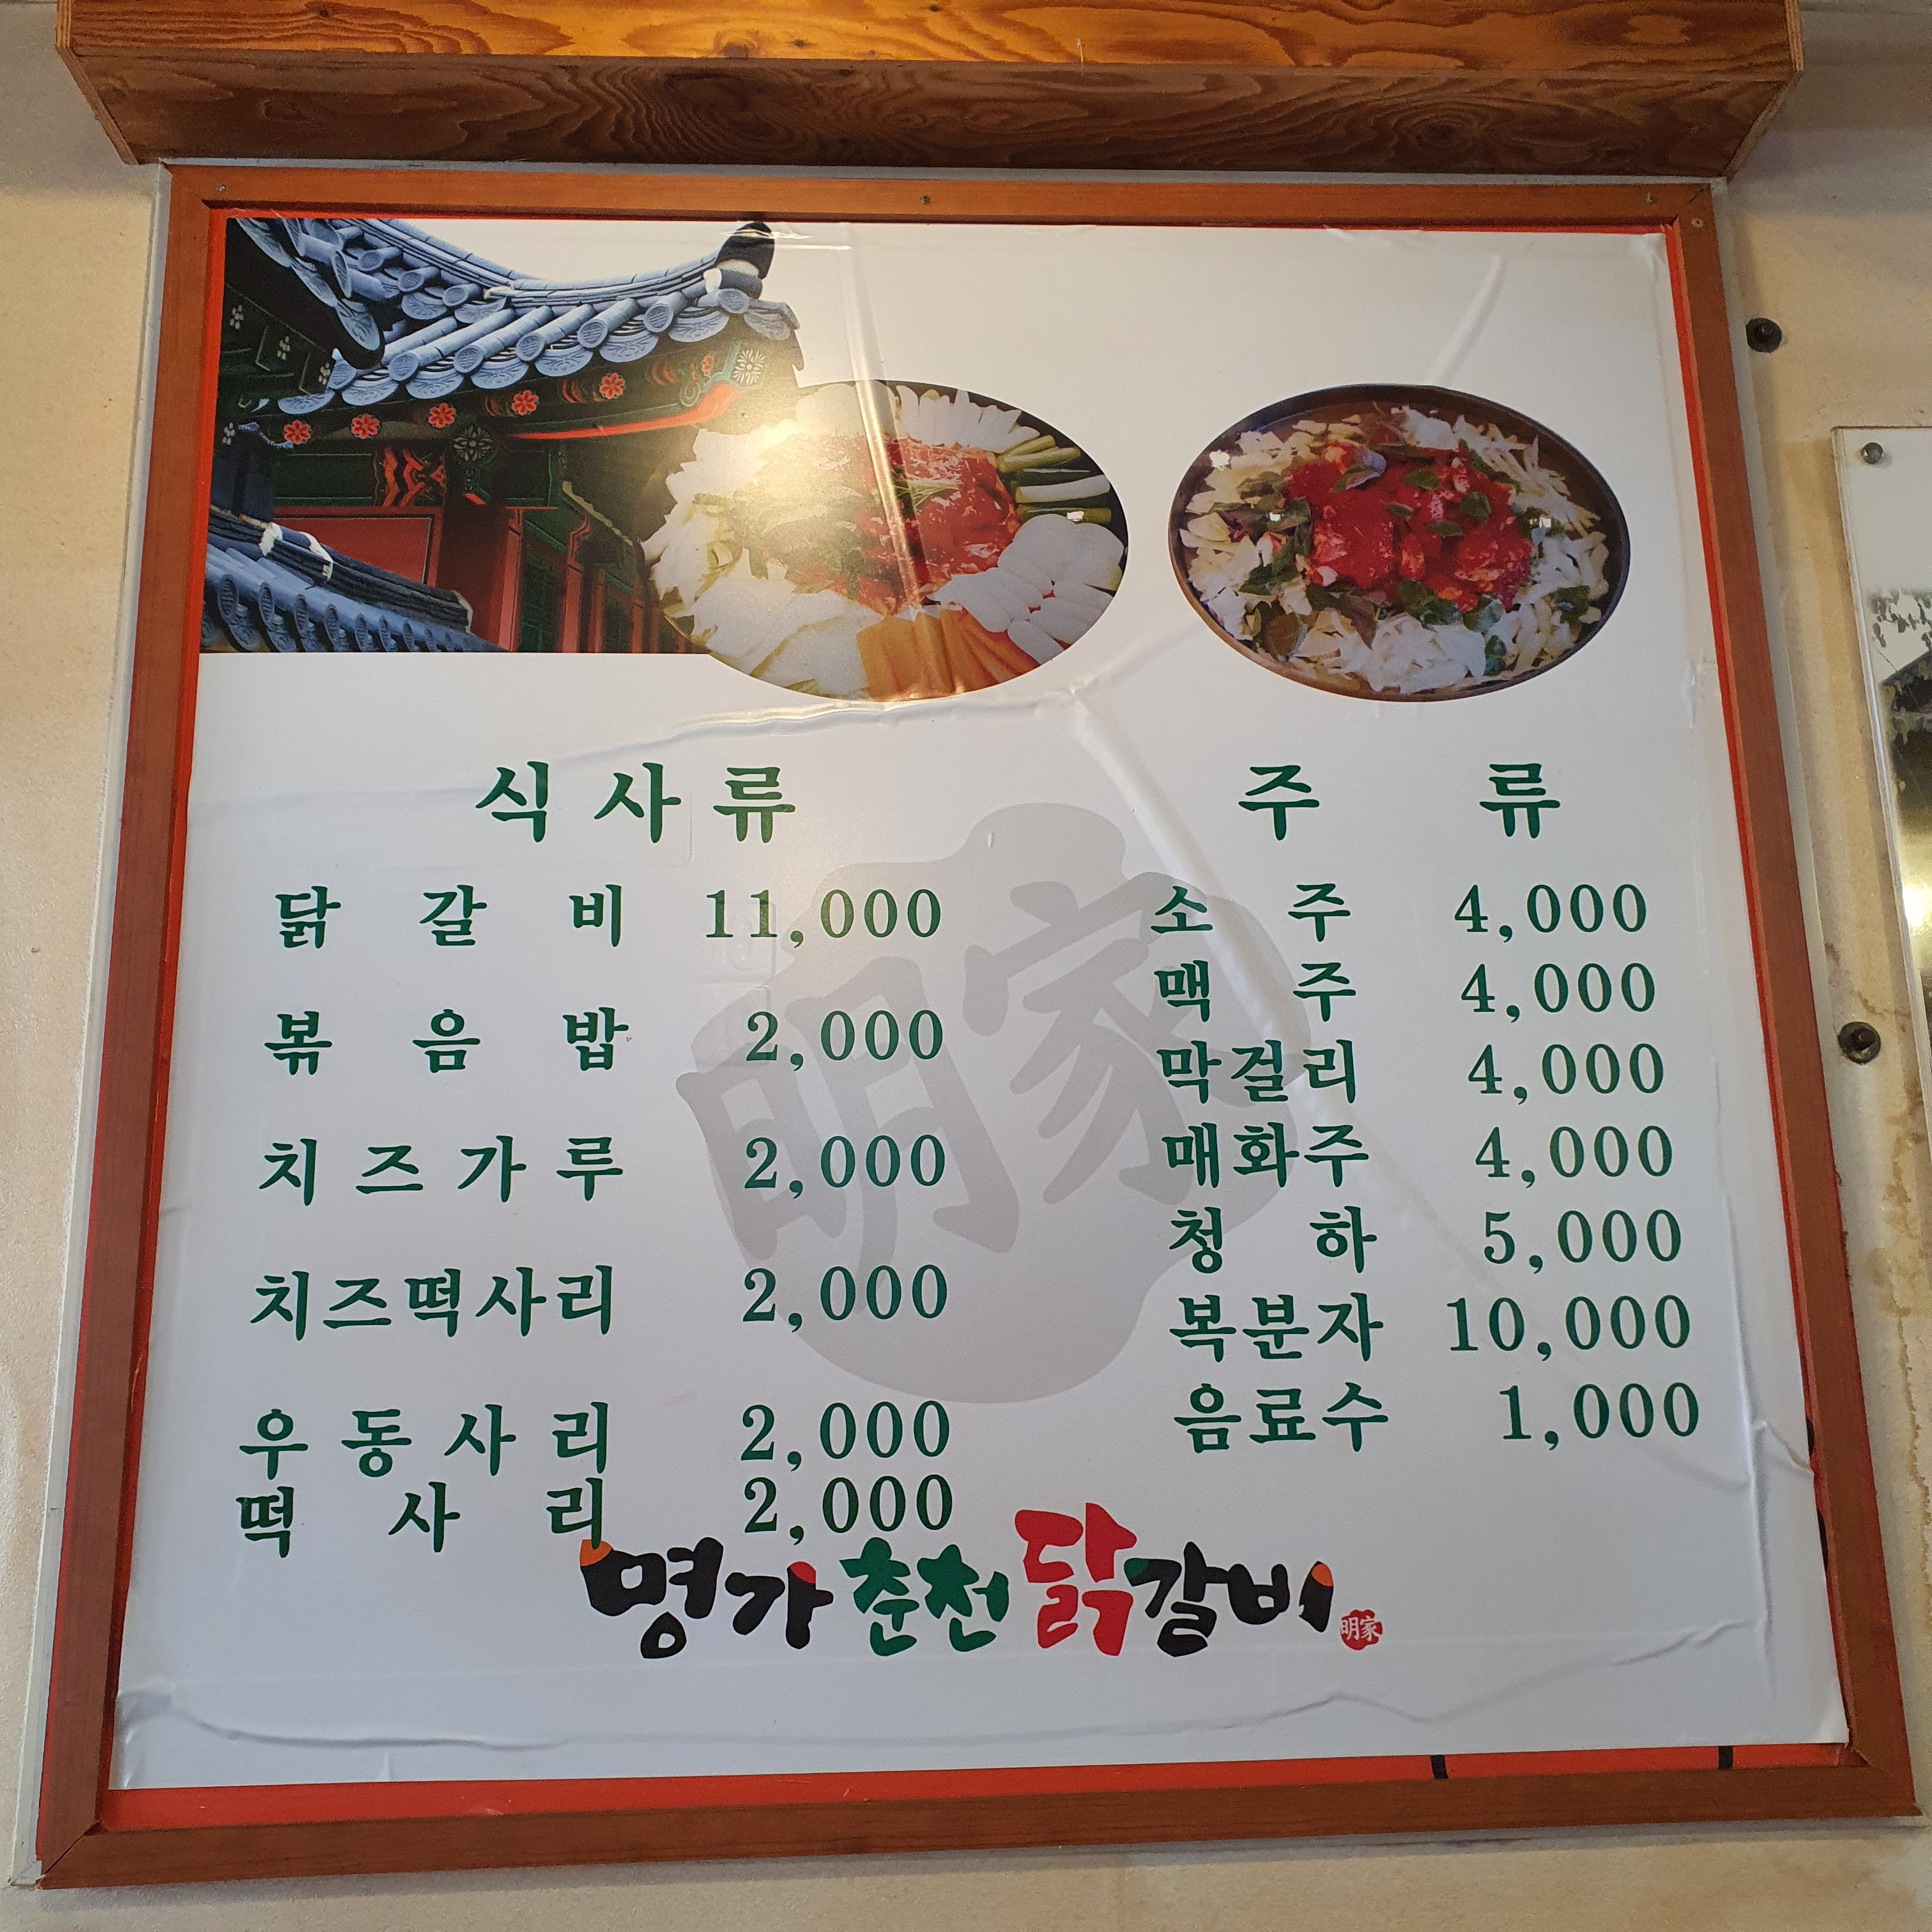 식사류
닭갈비 11,000
볶음밥 2,000
치즈가루 2,000
치즈떡사리 2,000
우동사리 2,000
떡사리 2,000
주류
소주 4,000
맥주 4,000
막걸리 4,000
매화주 4,000
청하 5,000
복분자 10,000
음료수 1,000
明家
명가춘천닭갈비
明家